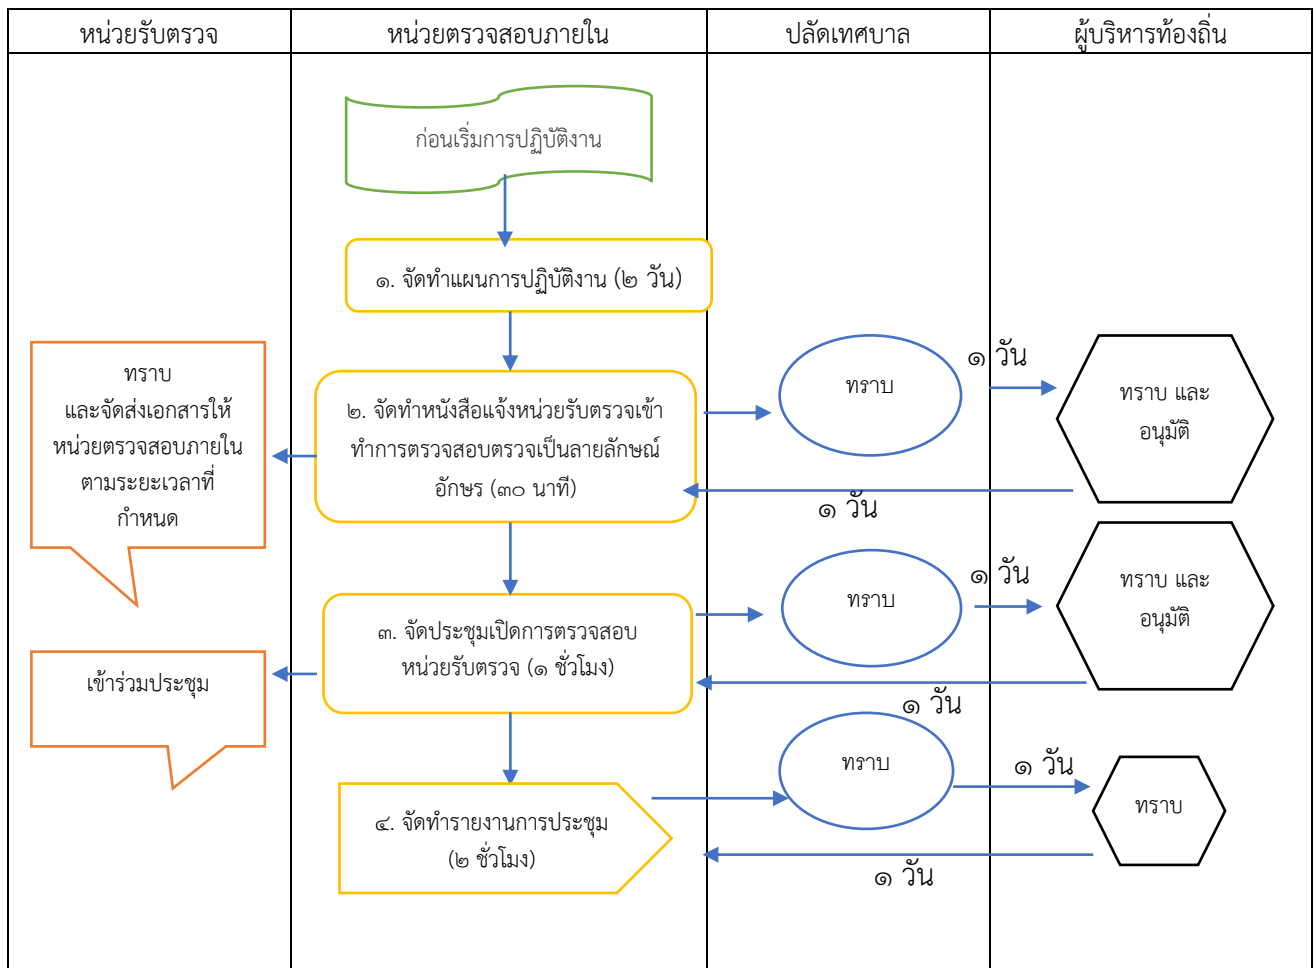 หน่วยรับตรวจ
หน่วยตรวจสอบภายใน
ปลัดเทศบาล
ผู้บริหารท้องถิ่น
ก่อนเริ่มการปฏิบัติงาน
๑. จัดทำแผนการปฏิบัติงาน (๒ วัน)
ทราบ
และจัดส่งเอกสารให้
หน่วยตรวจสอบภายใน
ตามระยะเวลาที่
กำหนด
๒. จัดทำหนังสือแจ้งหน่วยรับตรวจเข้า
ทำการตรวจสอบตรวจเป็นลายลักษณ์
อักษร (๓๐ นาที)
ทราบ
๑ วัน
ทราบ และ
อนุมัติ
๑ วัน
เข้าร่วมประชุม
๓. จัดประชุมเปิดการตรวจสอบ
หน่วยรับตรวจ (๑ ชั่วโมง)
ทราบ
๑ วัน
ทราบ และ
อนุมัติ
๑ วัน
๔. จัดทำรายงานการประชุม
(๒ ชั่วโมง)
ทราบ
๑ วัน
ทราบ
๑ วัน